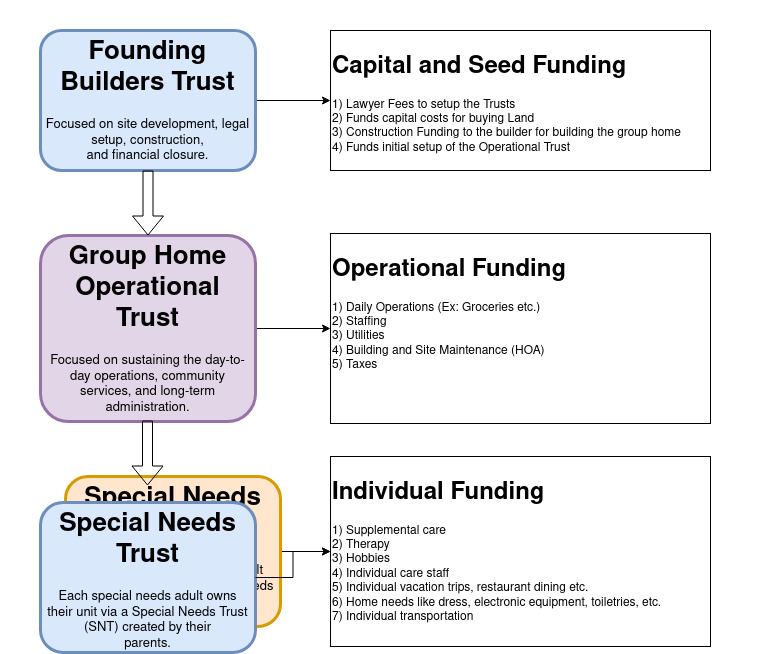 Founding
Builders Trust
Focused on site development, legal
setup, construction,
and financial closure.
Capital and Seed Funding
1) Lawyer Fees to setup the Trusts
2) Funds capital costs for buying Land
3) Construction Funding to the builder for building the group home
4) Funds initial setup of the Operational Trust
Group Home
Operational
Trust
Focused on sustaining the day-to-
day operations, community
services, and long-term
administration.
Operational Funding
1) Daily Operations (Ex: Groceries etc.)
2) Staffing
3) Utilities
4) Building and Site Maintenance (HOA)
5) Taxes
Special Needs
Special Needs
Trust
Each special needs adult owns
their unit via a Special Needs Trust
(SNT) created by their
parents.
Individual Funding
1) Supplemental care
2) Therapy
3) Hobbies
4) Individual care staff
5) Individual vacation trips, restaurant dining etc.
6) Home needs like dress, electronic equipment, toiletries, etc.
7) Individual transportation